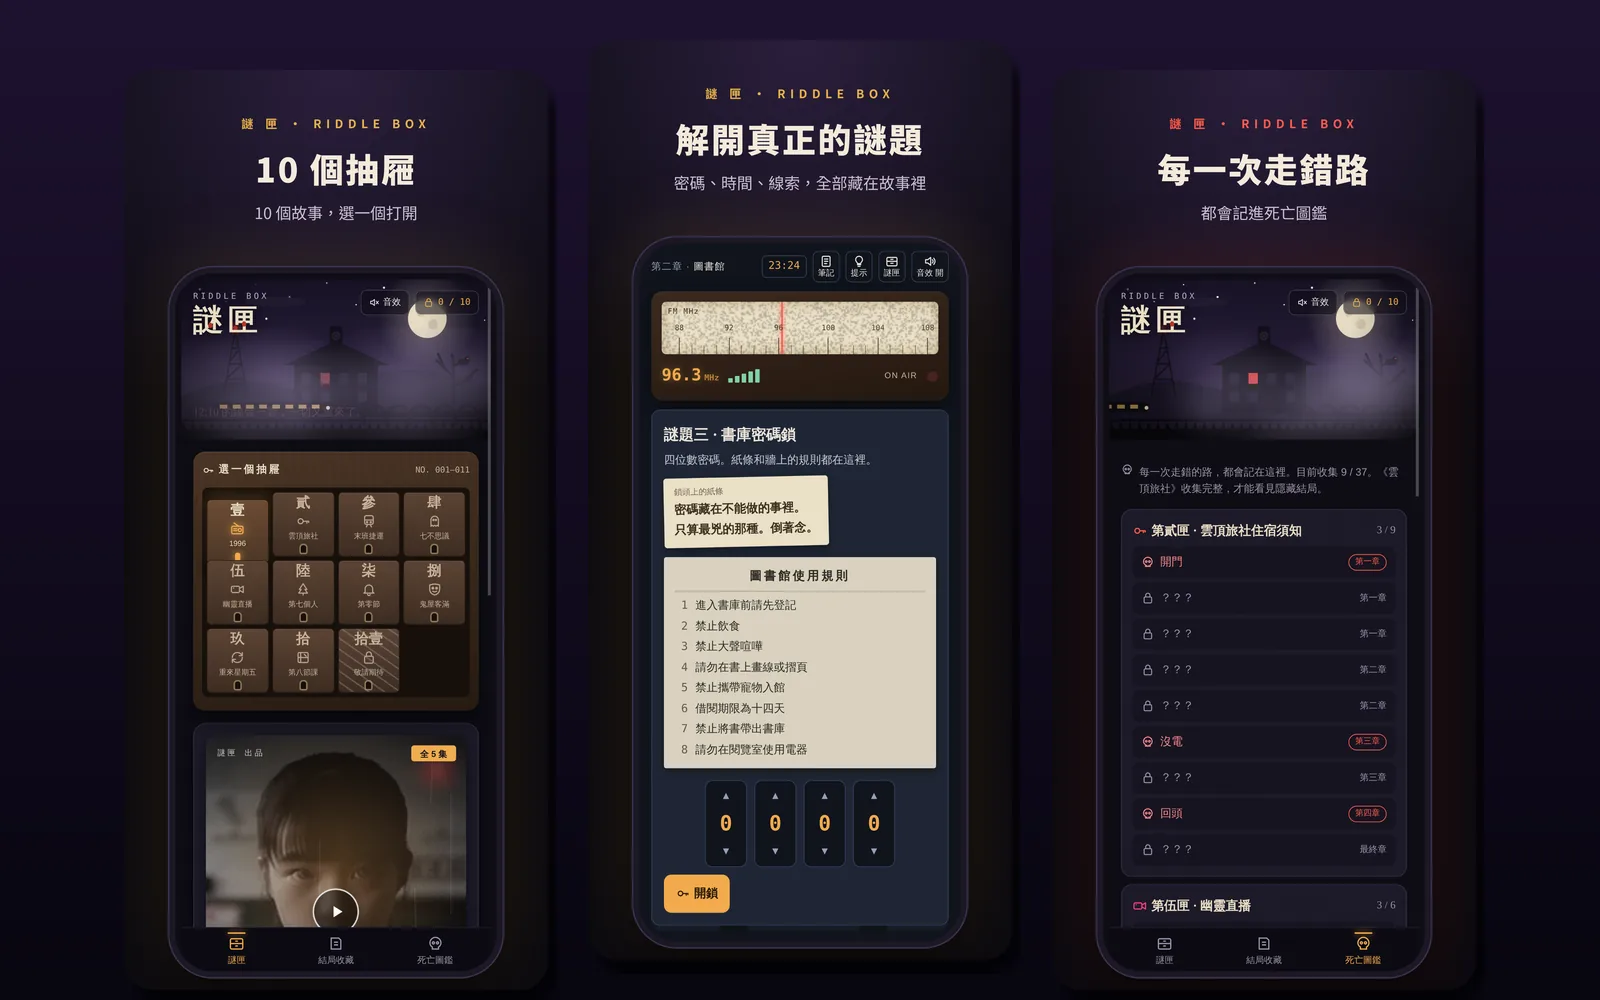 謎匣・RIDDLE BOX
10 個抽屜
10 個故事，選一個打開
RIDDLE BOX
謎匣
音效
0 / 10
選一個抽屜
NO. 001—011
壹
1996
貳
雲頂旅社
參
末班捷運
肆
七不思議
伍
幽靈直播
陸
第七個人
柒
第零節
捌
鬼屋客滿
玖
重來星期五
拾
第八節課
拾壹
敬請期待
謎匣 出品
全 5 集
謎匣
結局收藏
死亡圖鑑
謎匣・RIDDLE BOX
解開真正的謎題
密碼、時間、線索，全部藏在故事裡
第二章 · 圖書館
23:24
筆記
提示
謎匣
音效 開
FM MHz
88 92 96 100 104 108
96.3 MHz
ON AIR
謎題三 · 書庫密碼鎖
四位數密碼。紙條和牆上的規則都在這裡。
鎖頭上的紙條
密碼藏在不能做的事裡。
只算最兇的那種。倒著念。
圖書館使用規則
1 進入書庫前請先登記
2 禁止飲食
3 禁止大聲喧嘩
4 請勿在書上畫線或摺頁
5 禁止攜帶寵物入館
6 借閱期限為十四天
7 禁止將書帶出書庫
8 請勿在閱覽室使用電器
0 0 0 0
開鎖
謎匣・RIDDLE BOX
每一次走錯路
都會記進死亡圖鑑
RIDDLE BOX
謎匣
音效
0 / 10
每一次走錯的路，都會記在這裡。目前收集 9 / 37。《雲
頂旅社》收集完整，才能看見隱藏結局。
第貳匣 · 雲頂旅社住宿須知
3 / 9
開門 第一章
？？？ 第一章
？？？ 第一章
？？？ 第二章
？？？ 第二章
沒電 第三章
？？？ 第三章
回頭 第四章
？？？ 最終章
第伍匣 · 幽靈直播
3 / 6
謎匣
結局收藏
死亡圖鑑